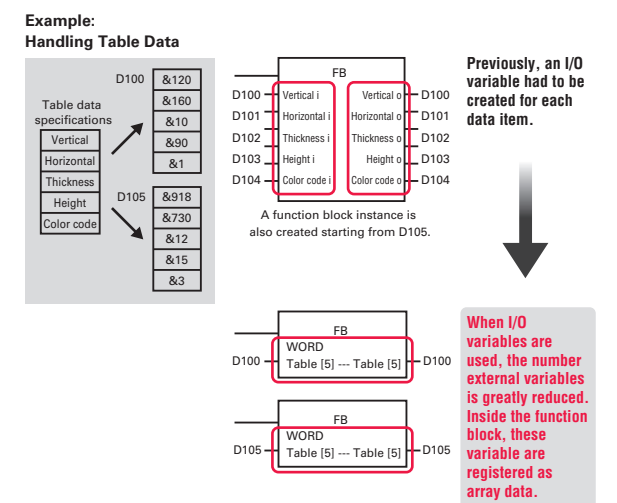 Example:
Handling Table Data
Table data
specifications
Vertical
Horizontal
Thickness
Height
Color code
D100
&120
&160
&10
&90
&1
D105
&918
&730
&12
&15
&3
FB
D100 Vertical i Vertical o D100
D101 Horizontal i Horizontal o D101
D102 Thickness i Thickness o D102
D103 Height i Height o D103
D104 Color code i Color code o D104
A function block instance is
also created starting from D105.
Previously, an I/O
variable had to be
created for each
data item.
FB
WORD
D100 Table [5] --- Table [5] D100
FB
WORD
D105 Table [5] --- Table [5] D105
When I/O
variables are
used, the number
external variables
is greatly reduced.
Inside the function
block, these
variable are
registered as
array data.